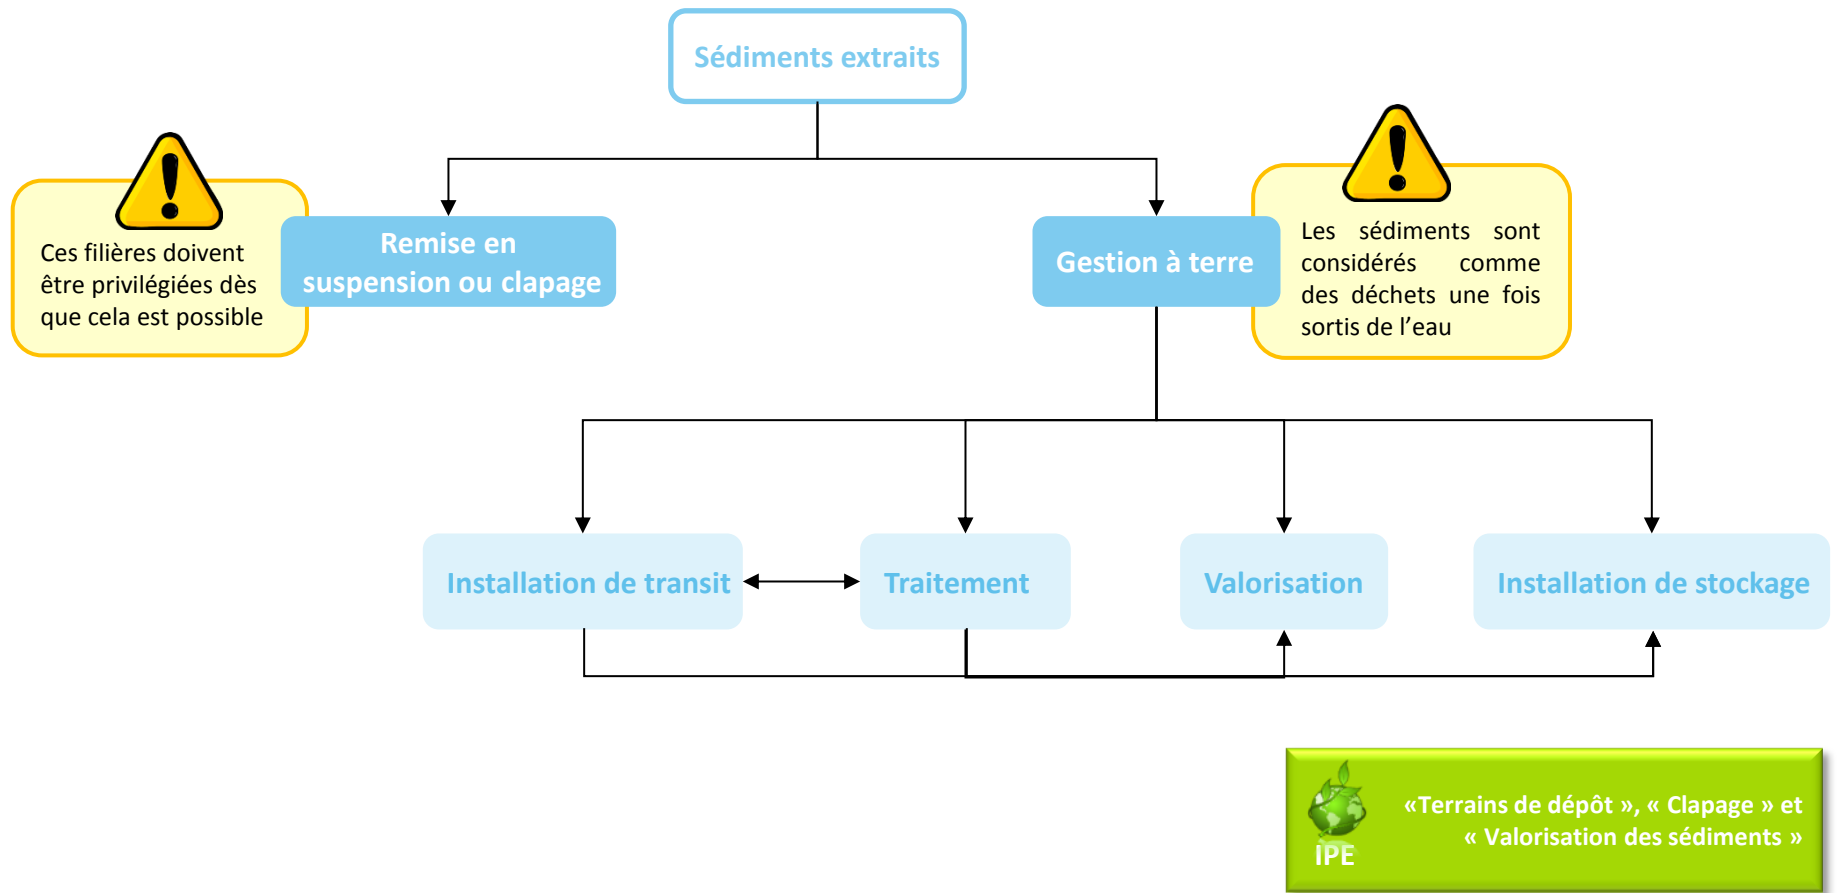 Sédiments extraits
Ces filières doivent
être privilégiées dès
que cela est possible
Remise en
suspension ou clapage
Gestion à terre
Les sédiments sont
considérés comme
des déchets une fois
sortis de l’eau
Installation de transit
Traitement
Valorisation
Installation de stockage
IPE
«Terrains de dépôt », « Clapage » et
« Valorisation des sédiments »